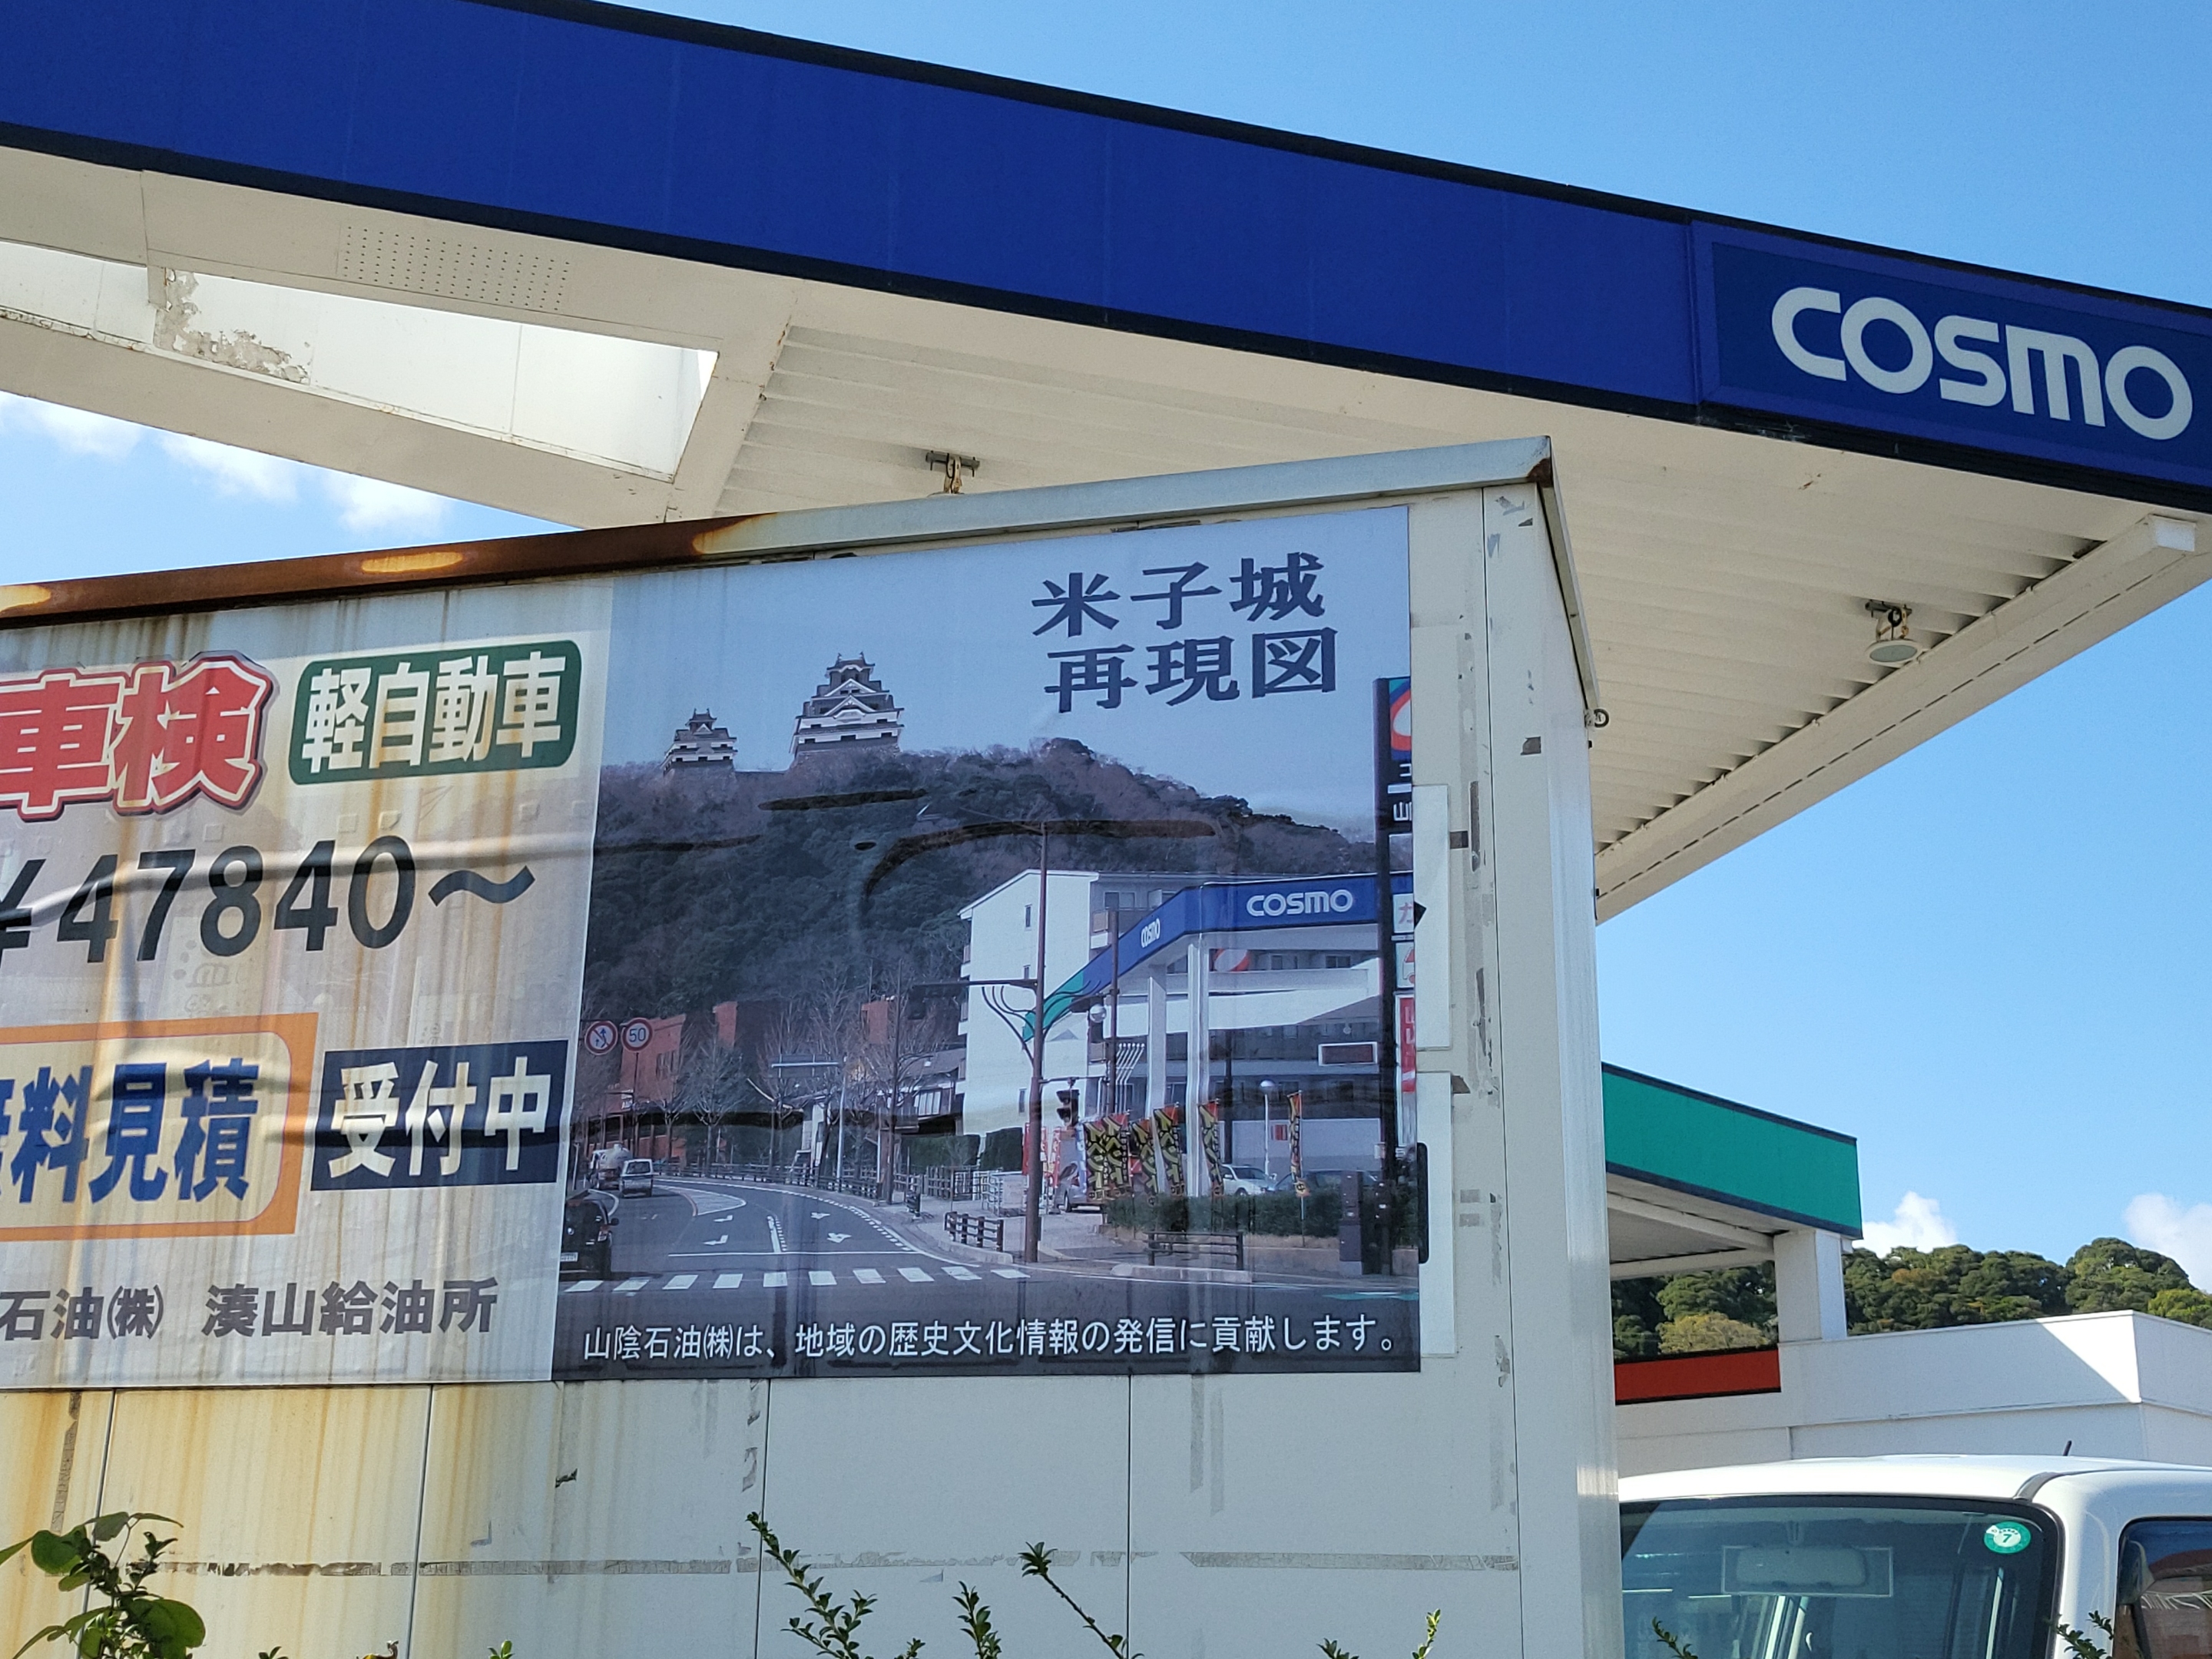 COSMO
米子城
再現図
車検
軽自動車
¥47840～
料見積
受付中
石油㈱ 湊山給油所
COSMO
COSMO
50
山陰石油㈱は、地域の歴史文化情報の発信に貢献します。
7